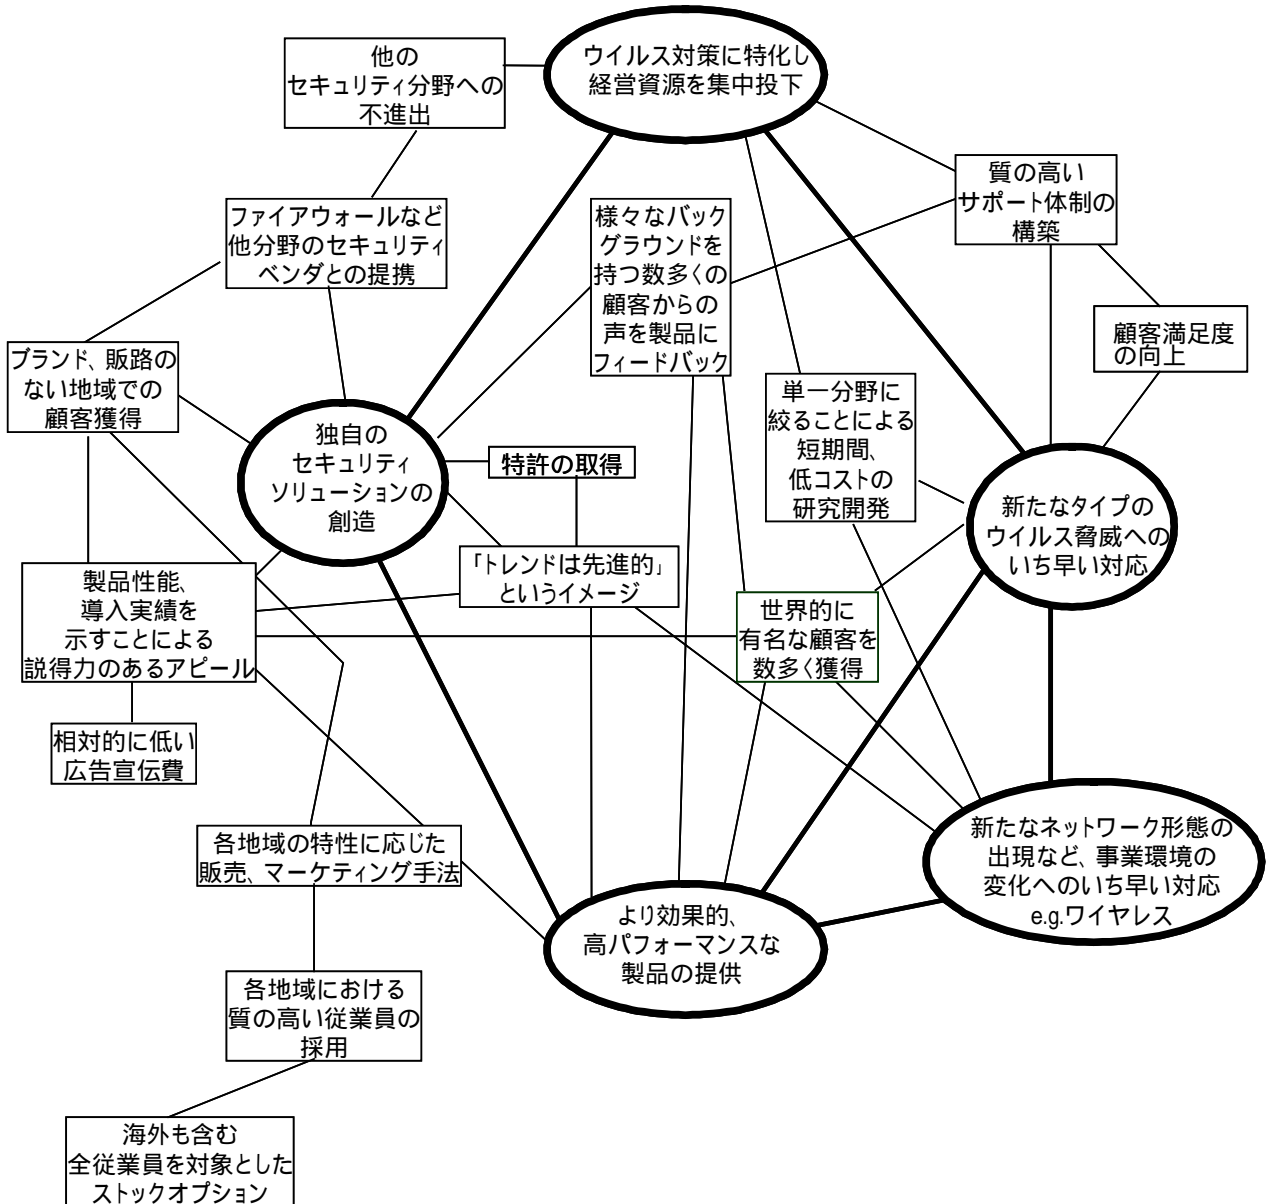 ウイルス対策に特化し
経営資源を集中投下
他の
セキュリティ分野への
不進出
質の高い
サポート体制の
構築
ファイアウォールなど
他分野のセキュリティ
ベンダとの提携
様々なバック
グラウンドを
持つ数多くの
顧客からの
声を製品に
フィードバック
顧客満足度
の向上
ブランド、販路の
ない地域での
顧客獲得
単一分野に
絞ることによる
短期間、
低コストの
研究開発
独自の
セキュリティ
ソリューションの
創造
特許の取得
新たなタイプの
ウイルス脅威への
いち早い対応
「トレンドは先進的」
というイメージ
製品性能、
導入実績を
示すことによる
説得力のあるアピール
世界的に
有名な顧客を
数多く獲得
相対的に低い
広告宣伝費
各地域の特性に応じた
販売、マーケティング手法
新たなネットワーク形態の
出現など、事業環境の
変化へのいち早い対応
e.g.ワイヤレス
より効果的、
高パフォーマンスな
製品の提供
各地域における
質の高い従業員の
採用
海外も含む
全従業員を対象とした
ストックオプション